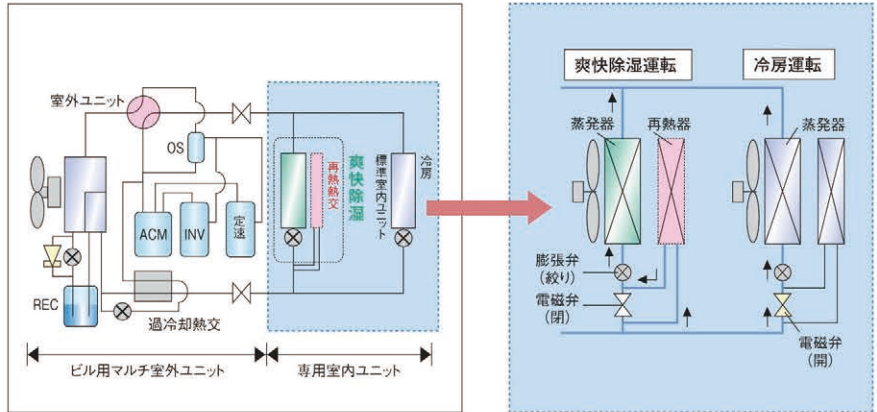 室外ユニット
OS
ACM
INV
定速
REC
過冷却熱交
再熱熱交
爽快除湿
標準室内ユニット
冷房
ビル用マルチ室外ユニット
専用室内ユニット
爽快除湿運転
冷房運転
蒸発器
再熱器
蒸発器
膨張弁
(絞り)
電磁弁
(閉)
電磁弁
(開)